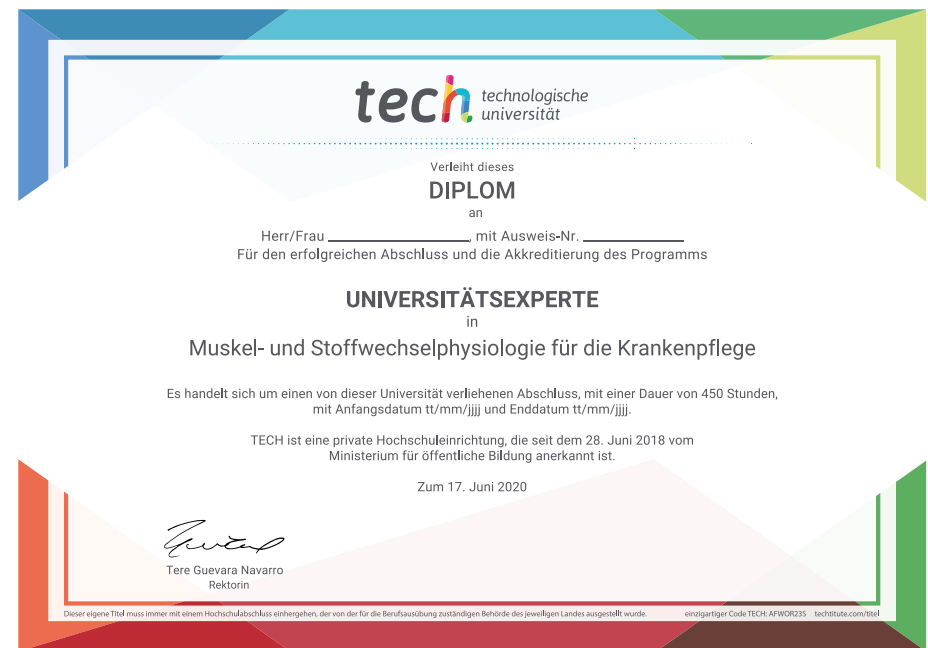 tech technologische
universität
Verleiht dieses
DIPLOM
an
Herr/Frau ____________________, mit Ausweis-Nr. ______________
Für den erfolgreichen Abschluss und die Akkreditierung des Programms
UNIVERSITÄTSEXPERTE
in
Muskel- und Stoffwechselphysiologie für die Krankenpflege
Es handelt sich um einen von dieser Universität verliehenen Abschluss, mit einer Dauer von 450 Stunden,
mit Anfangsdatum tt/mm/jjjj und Enddatum tt/mm/jjjj.
TECH ist eine private Hochschuleinrichtung, die seit dem 28. Juni 2018 vom
Ministerium für öffentliche Bildung anerkannt ist.
Zum 17. Juni 2020
Tere Guevara Navarro
Rektorin
Dieser eigene Titel muss immer mit einem Hochschulabschluss einhergehen, der von der für die Berufsausübung zuständigen Behörde des jeweiligen Landes ausgestellt wurde. einzigartiger Code TECH: AFWOR23S techtitute.com/titel